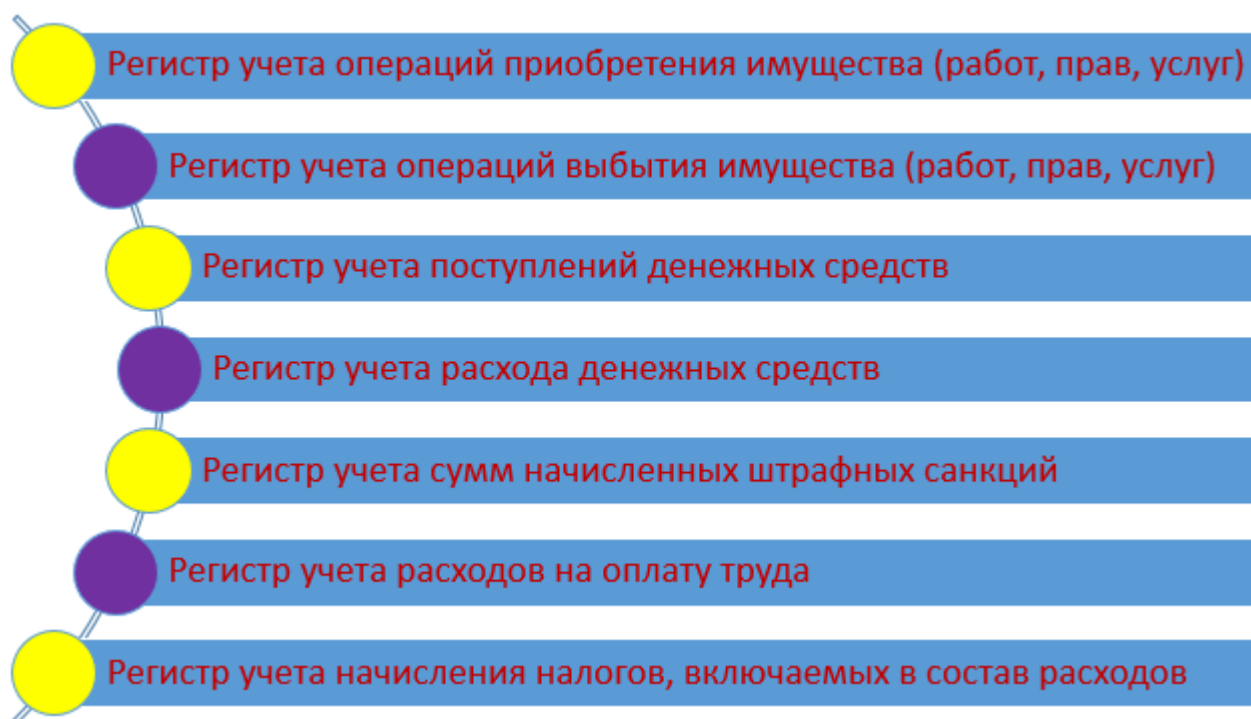 Регистр учета операций приобретения имущества (работ, прав, услуг)
Регистр учета операций выбытия имущества (работ, прав, услуг)
Регистр учета поступлений денежных средств
Регистр учета расхода денежных средств
Регистр учета сумм начисленных штрафных санкций
Регистр учета расходов на оплату труда
Регистр учета начисления налогов, включаемых в состав расходов